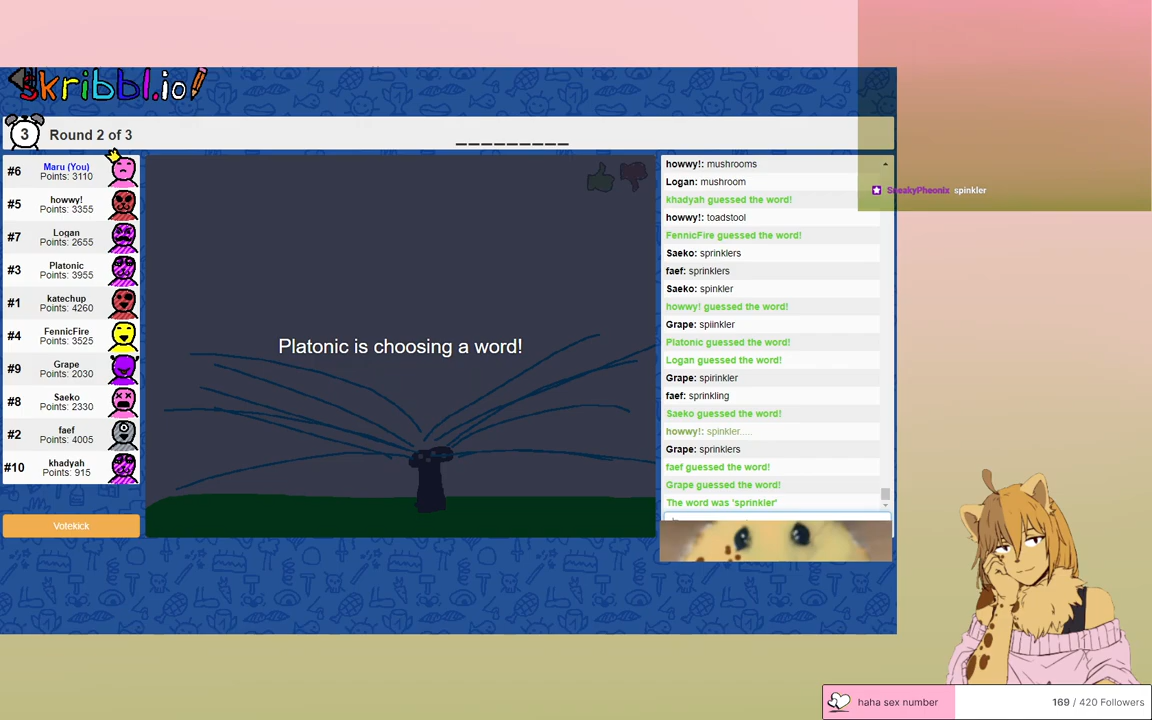 skribbl.io!
3 Round 2 of 3 _________
#6 Maru (You)
Points: 3110
#5 howwy!
Points: 3355
#7 Logan
Points: 2655
#3 Platonic
Points: 3955
#1 katechup
Points: 4260
#4 FennicFire
Points: 3525
#9 Grape
Points: 2030
#8 Saeko
Points: 2330
#2 faef
Points: 4005
#10 khadyah
Points: 915
Votekick
Platonic is choosing a word!
howwy!: mushrooms
Logan: mushroom
khadyah guessed the word!
howwy!: toadstool
FennicFire guessed the word!
Saeko: sprinklers
faef: sprinklers
Saeko: spinkler
howwy! guessed the word!
Grape: spiinkler
Platonic guessed the word!
Logan guessed the word!
Grape: spirinkler
faef: sprinkling
Saeko guessed the word!
howwy!: spinkler....
Grape: sprinklers
faef guessed the word!
Grape guessed the word!
The word was 'sprinkler'
SneakyPheonix spinkler
haha sex number 169 / 420 Followers